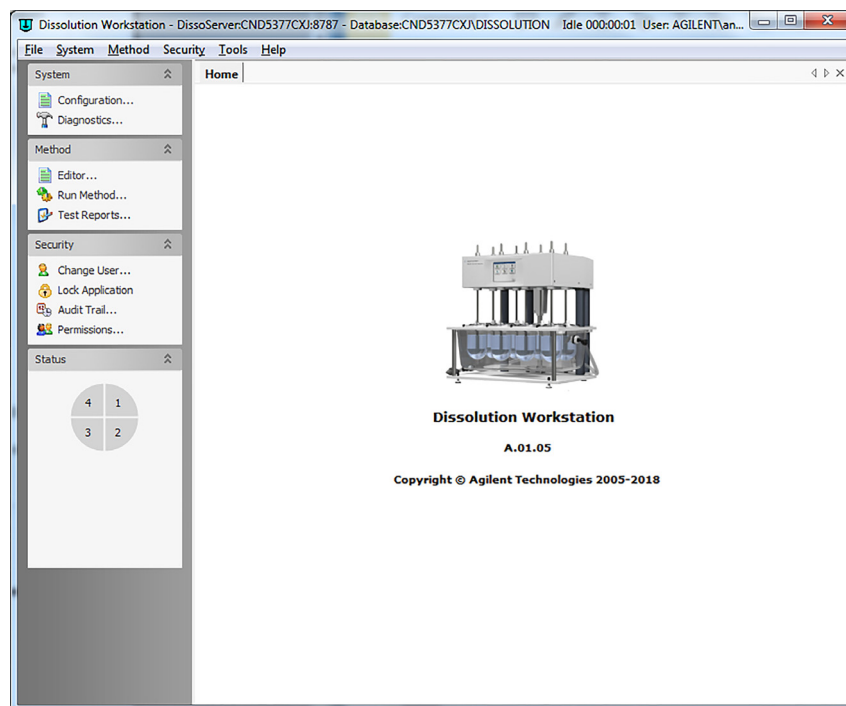 Dissolution Workstation - DissoServer:CND5377CXJ:8787 - Database:CND5377CXJ\DISSOLUTION Idle 000:00:01 User: AGILENT\an...
File System Method Security Tools Help
System
Configuration...
Diagnostics...
Method
Editor...
Run Method...
Test Reports...
Security
Change User...
Lock Application
Audit Trail...
Permissions...
Status
4 1
3 2
Home
Dissolution Workstation
A.01.05
Copyright © Agilent Technologies 2005-2018